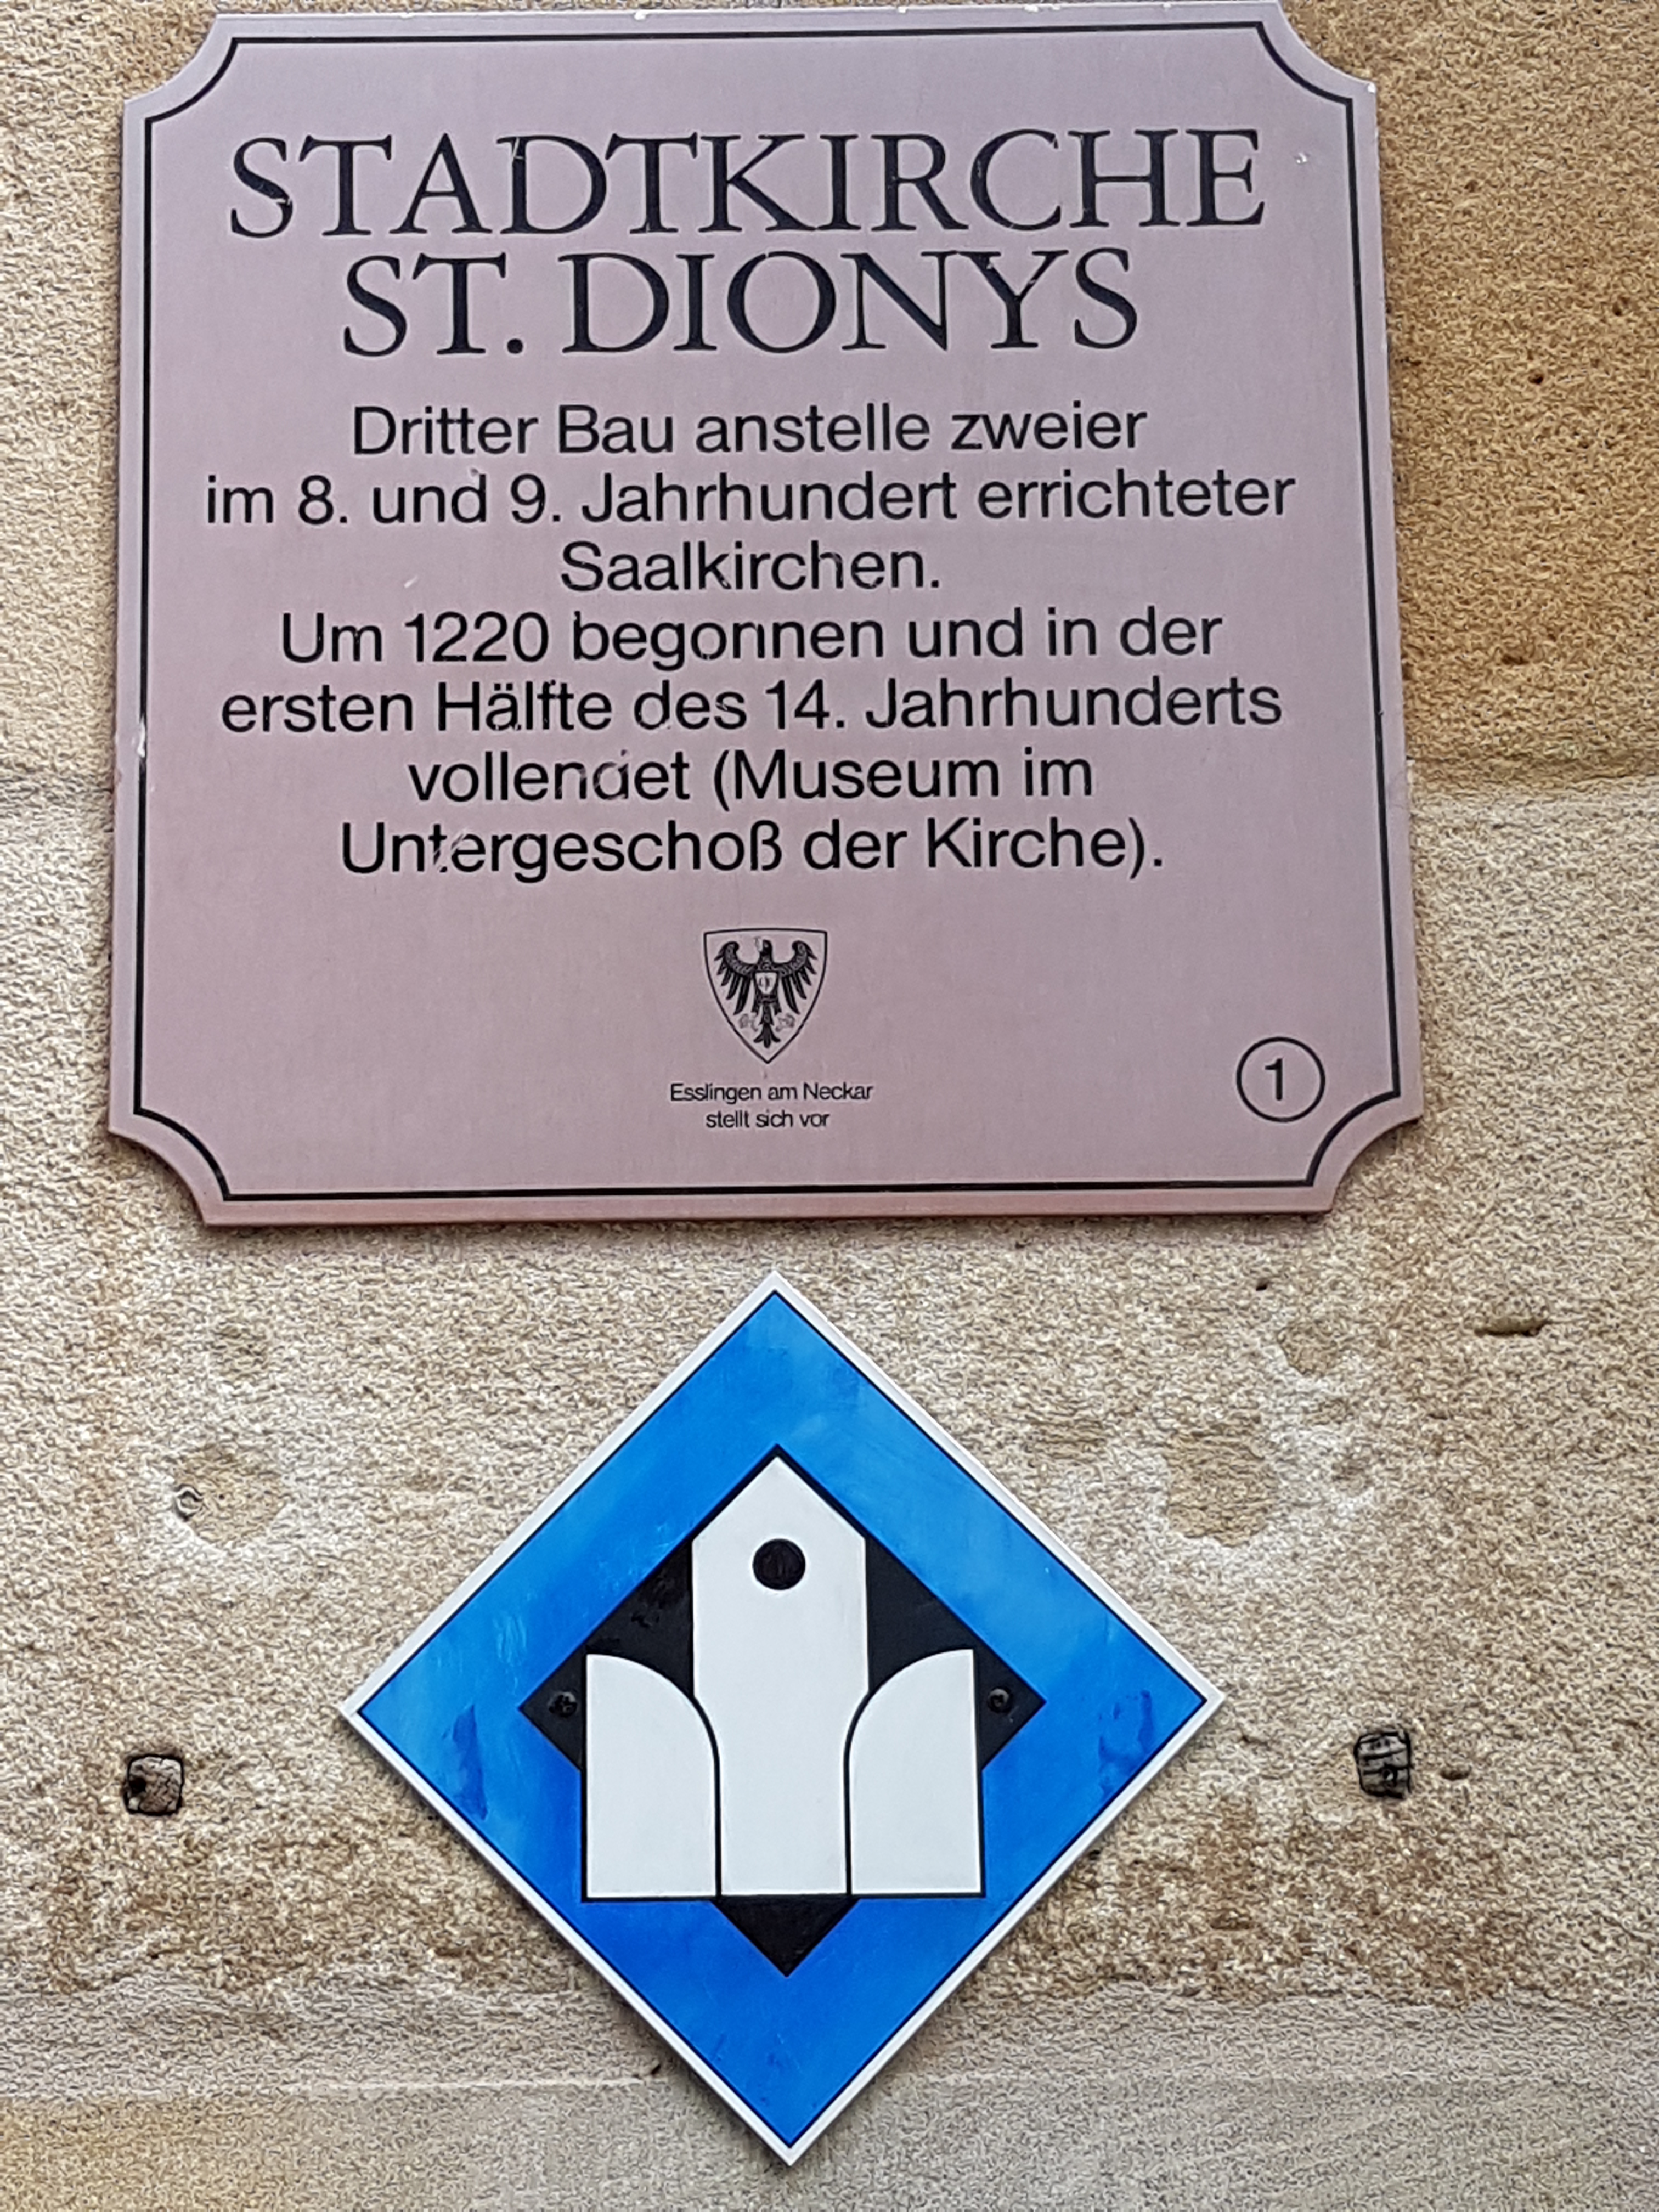 STADTKIRCHE
ST. DIONYS
Dritter Bau anstelle zweier
im 8. und 9. Jahrhundert errichteter
Saalkirchen.
Um 1220 begonnen und in der
ersten Hälfte des 14. Jahrhunderts
vollendet (Museum im
Untergeschoß der Kirche).
Esslingen am Neckar
stellt sich vor
1